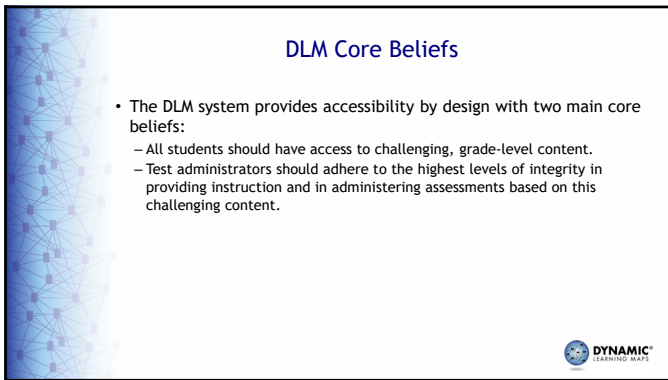 DLM Core Beliefs
• The DLM system provides accessibility by design with two main core
beliefs:
– All students should have access to challenging, grade-level content.
– Test administrators should adhere to the highest levels of integrity in
providing instruction and in administering assessments based on this
challenging content.
DYNAMIC®
LEARNING MAPS